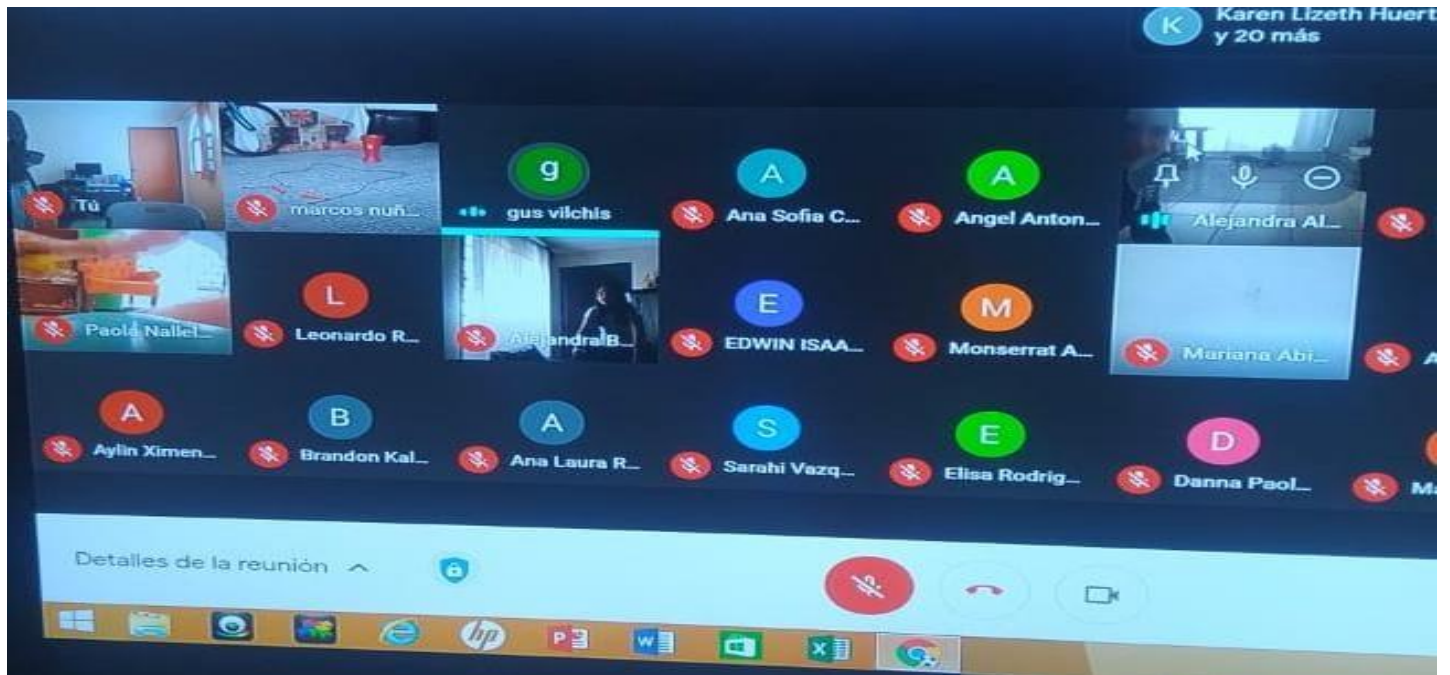 K
Karen Lizeth Huert
y 20 más
Tú
marcos nuñ...
g
gus vilchis
A
Ana Sofia C...
A
Angel Anton...
Alejandra Al...
Paola Nallel...
L
Leonardo R...
Alejandra B...
E
EDWIN ISAA...
M
Monserrat A...
Mariana Abi...
A
A
Aylin Ximen...
B
Brandon Kal...
A
Ana Laura R...
S
Sarahi Vazq...
E
Elisa Rodrig...
D
Danna Paol...
Ma
Detalles de la reunión
hp
P
W
X